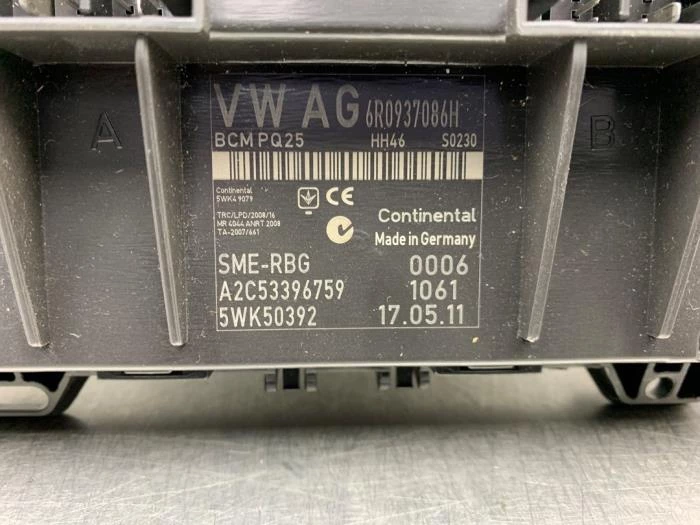 A
B
VW AG 6R0937086H
BCM PQ25 HH46 S0230
Continental
5WK4 9079
TRC/LPD/2008/16
MR 4044 ANRT 2008
TA-2007/661
CE
Continental
Made in Germany
SME-RBG 0006
A2C53396759 1061
5WK50392 17.05.11